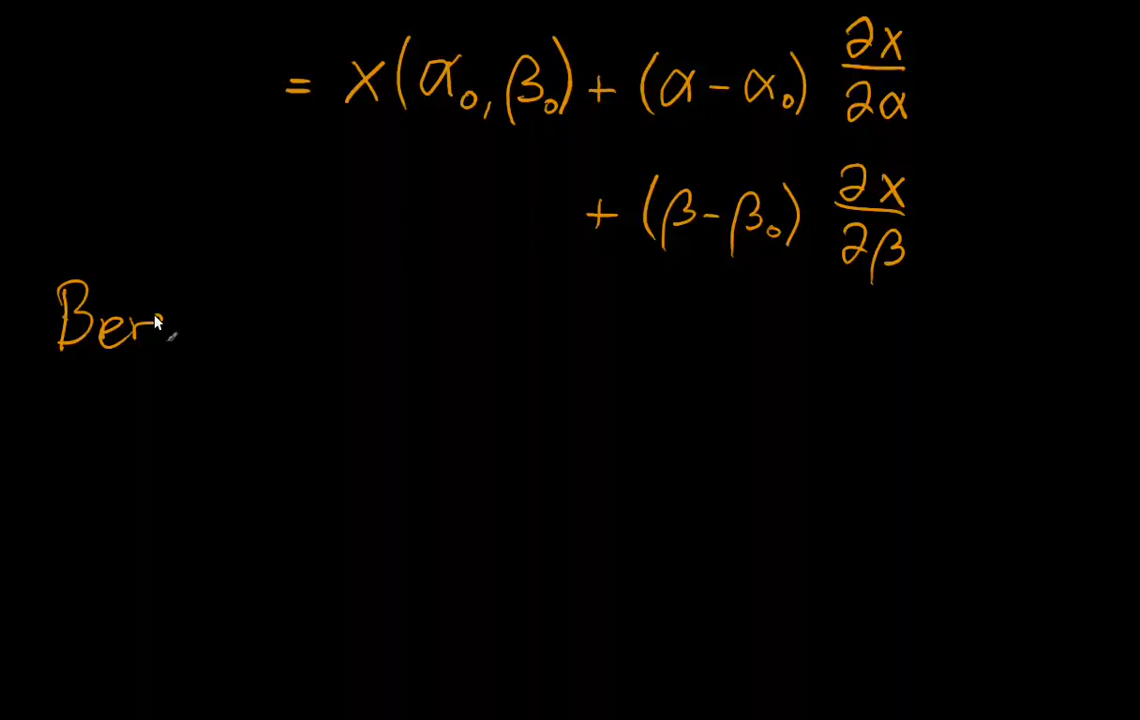 = x(α₀, β₀) + (α - α₀) ∂x/∂α
+ (β - β₀) ∂x/∂β
Ber